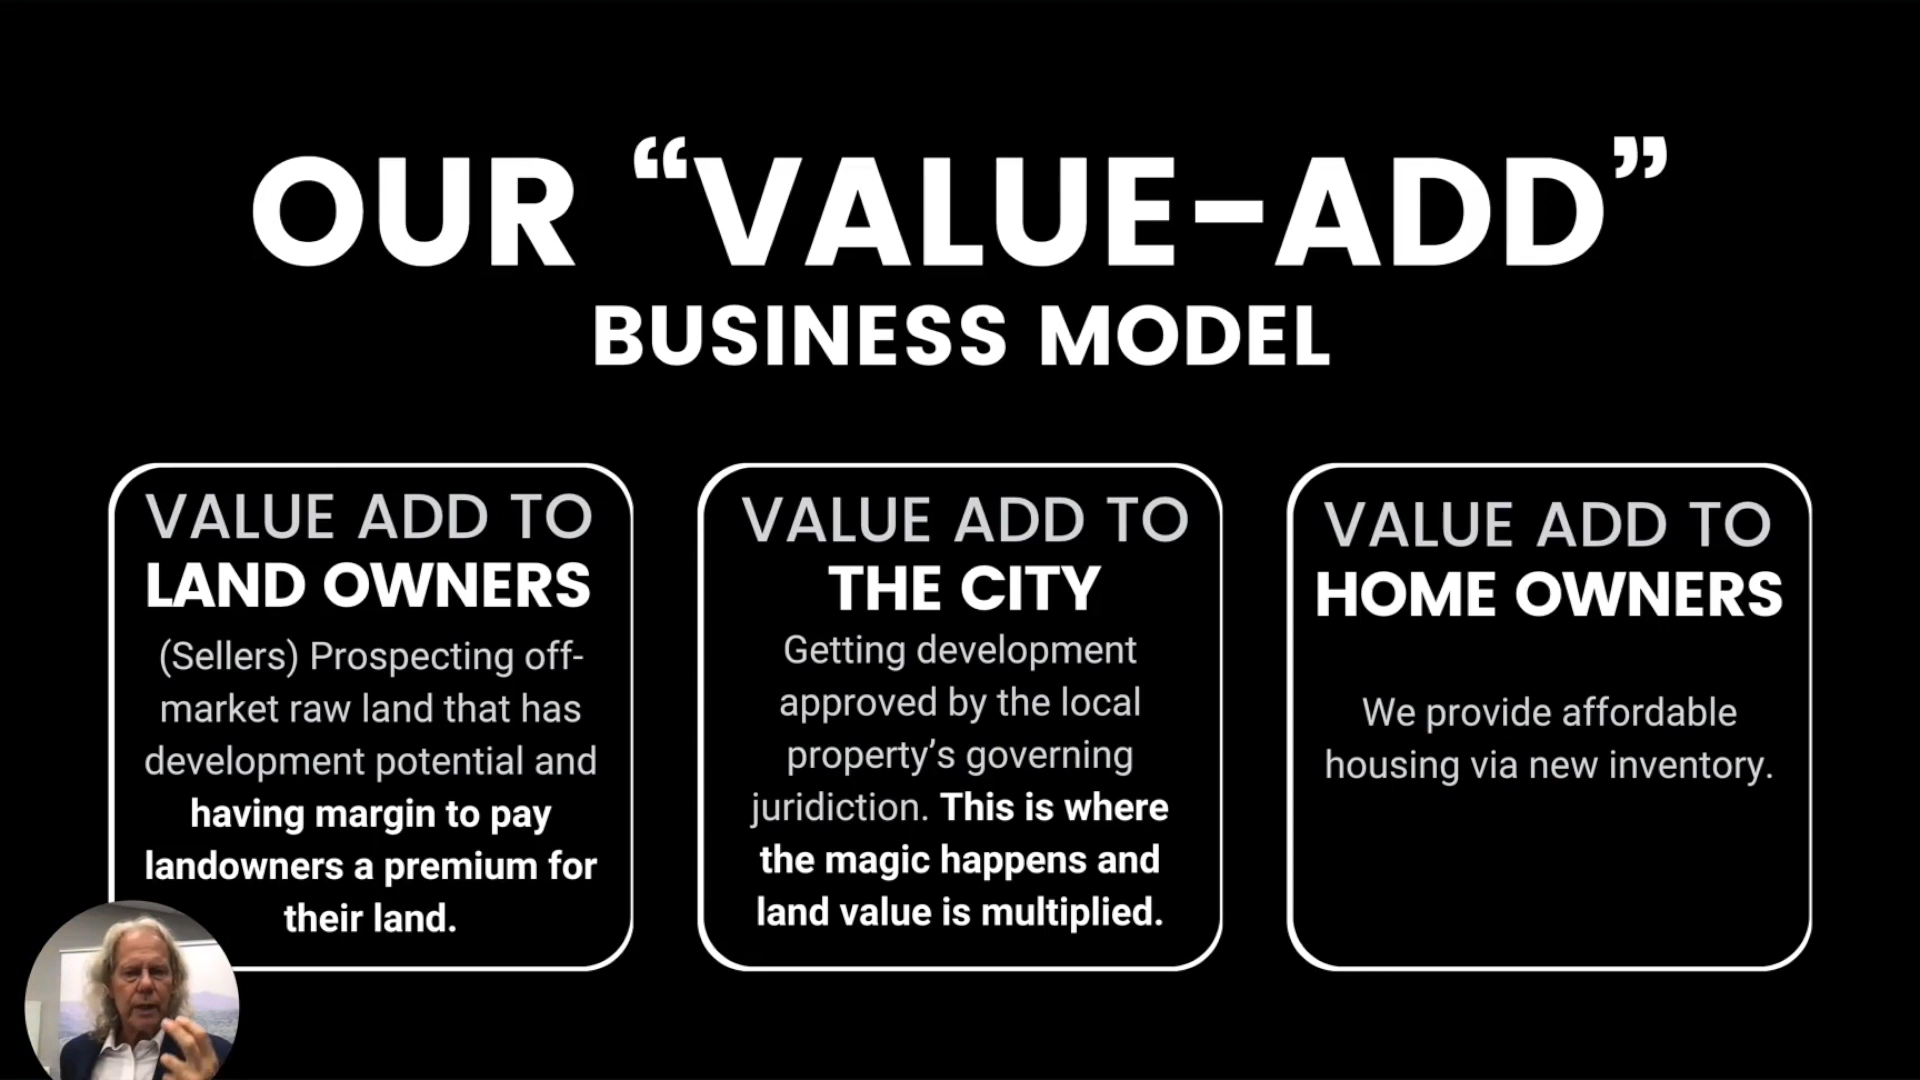 OUR “VALUE-ADD”
BUSINESS MODEL
VALUE ADD TO
LAND OWNERS
(Sellers) Prospecting off-
market raw land that has
development potential and
having margin to pay
landowners a premium for
their land.
VALUE ADD TO
THE CITY
Getting development
approved by the local
property’s governing
juridiction. This is where
the magic happens and
land value is multiplied.
VALUE ADD TO
HOME OWNERS
We provide affordable
housing via new inventory.